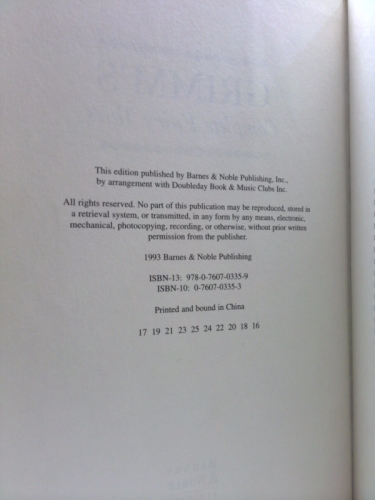 GRIMM'S
This edition published by Barnes & Noble Publishing, Inc.,
by arrangement with Doubleday Book & Music Clubs Inc.
All rights reserved. No part of this publication may be reproduced, stored in
a retrieval system, or transmitted, in any form by any means, electronic,
mechanical, photocopying, recording, or otherwise, without prior written
permission from the publisher.
1993 Barnes & Noble Publishing
ISBN-13: 978-0-7607-0335-9
ISBN-10: 0-7607-0335-3
Printed and bound in China
17 19 21 23 25 24 22 20 18 16